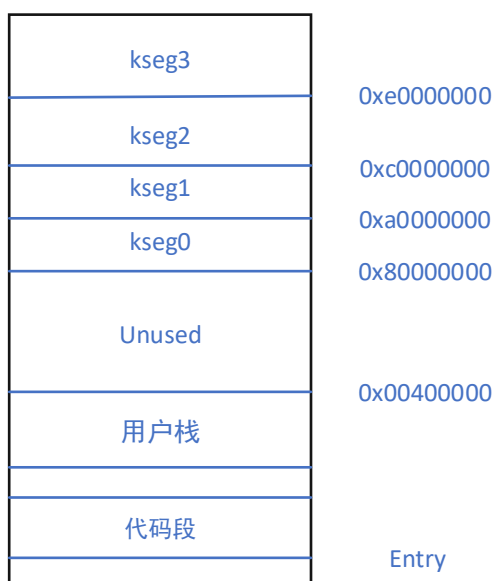 kseg3
0xe0000000
kseg2
0xc0000000
kseg1
0xa0000000
kseg0
0x80000000
Unused
0x00400000
用户栈
代码段
Entry